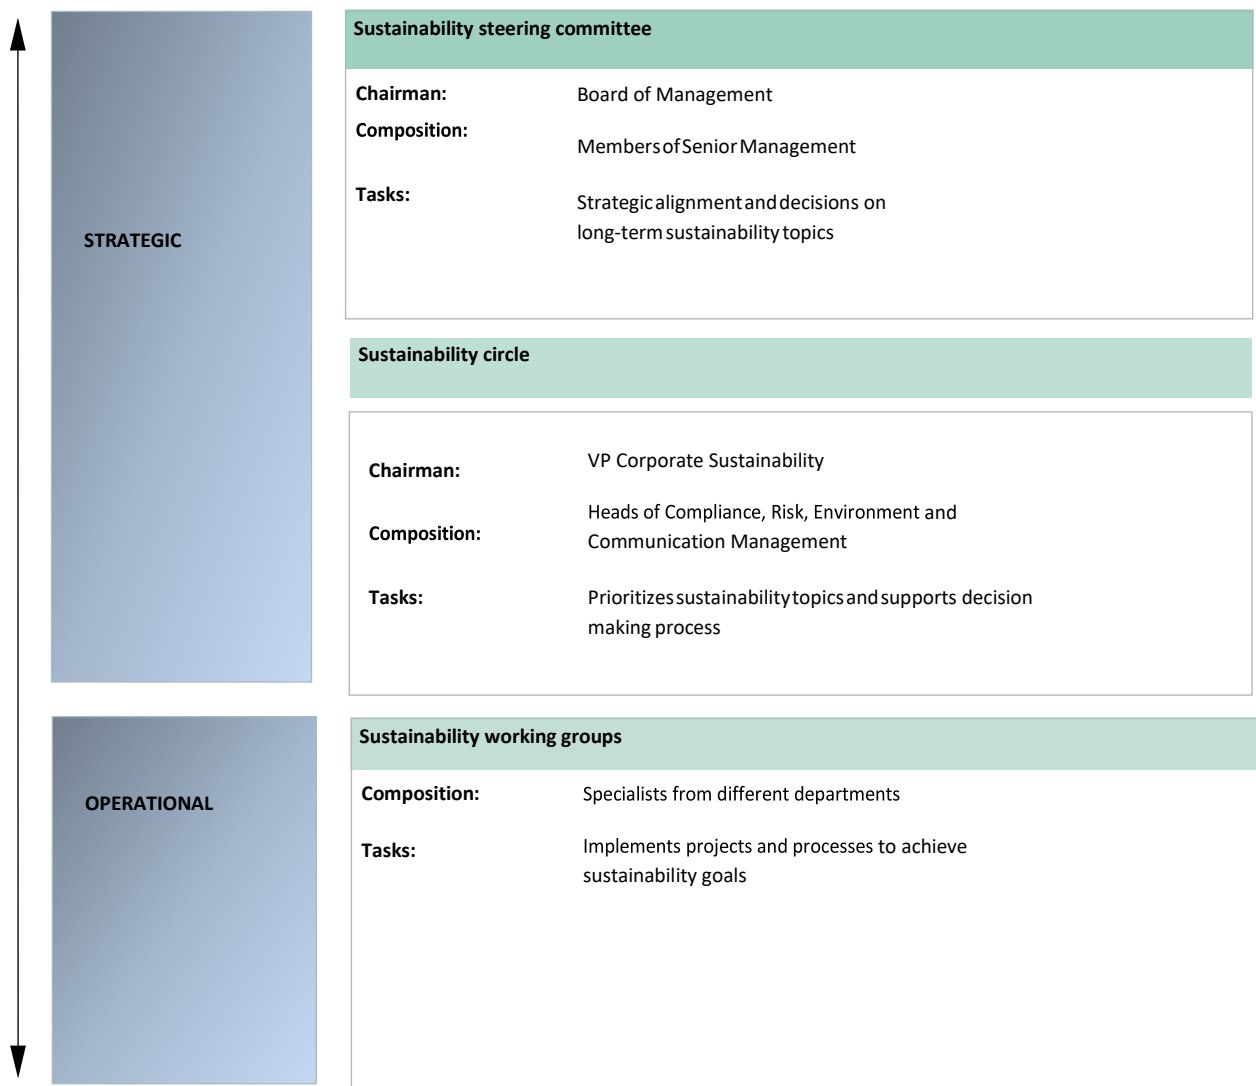 Sustainability steering committee
Chairman: Board of Management
Composition: Members of Senior Management
Tasks: Strategic alignment and decisions on
long-term sustainability topics
STRATEGIC
Sustainability circle
Chairman: VP Corporate Sustainability
Composition: Heads of Compliance, Risk, Environment and
Communication Management
Tasks: Prioritizes sustainability topics and supports decision
making process
Sustainability working groups
Composition: Specialists from different departments
OPERATIONAL
Tasks: Implements projects and processes to achieve
sustainability goals